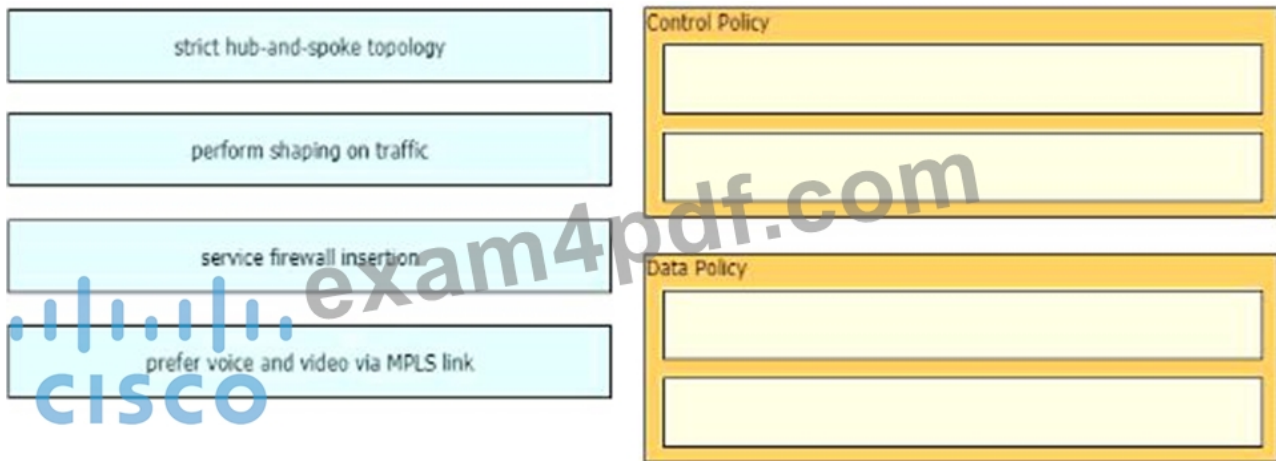 strict hub-and-spoke topology
perform shaping on traffic
service firewall insertion
prefer voice and video via MPLS link
Control Policy
Data Policy
exam4pdf.com
CISCO